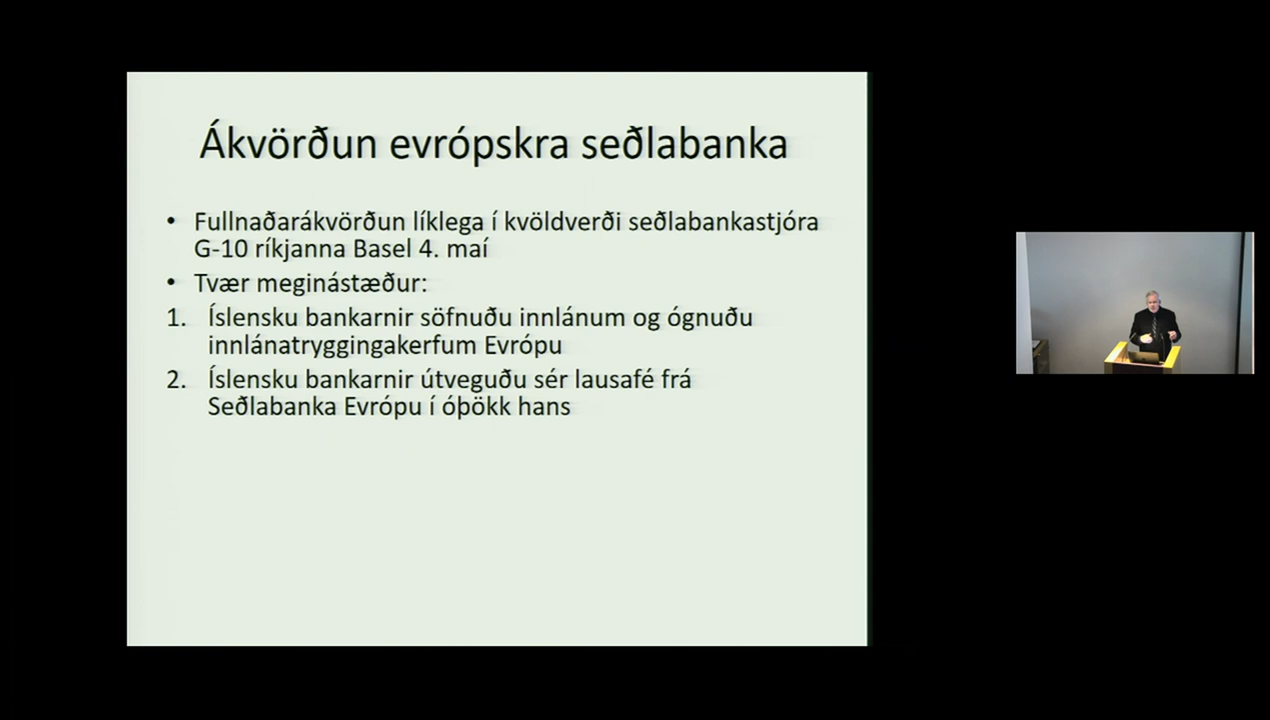 Ákvörðun evrópskra seðlabanka
• Fullnaðarákvörðun líklega í kvöldverði seðlabankastjóra
G-10 ríkjanna Basel 4. maí
• Tvær meginástæður:
1. Íslensku bankarnir söfnuðu innlánum og ógnuðu
innlánatryggingakerfum Evrópu
2. Íslensku bankarnir útveguðu sér lausafé frá
Seðlabanka Evrópu í óþökk hans